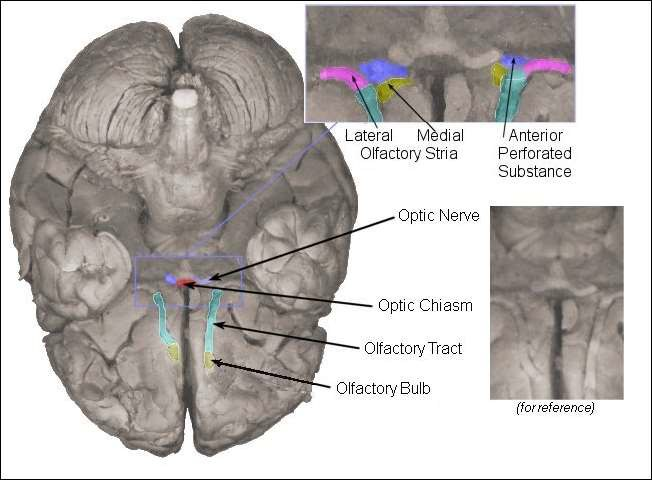 Lateral Medial Anterior
Olfactory Stria Perforated
Substance
Optic Nerve
Optic Chiasm
Olfactory Tract
Olfactory Bulb
(for reference)